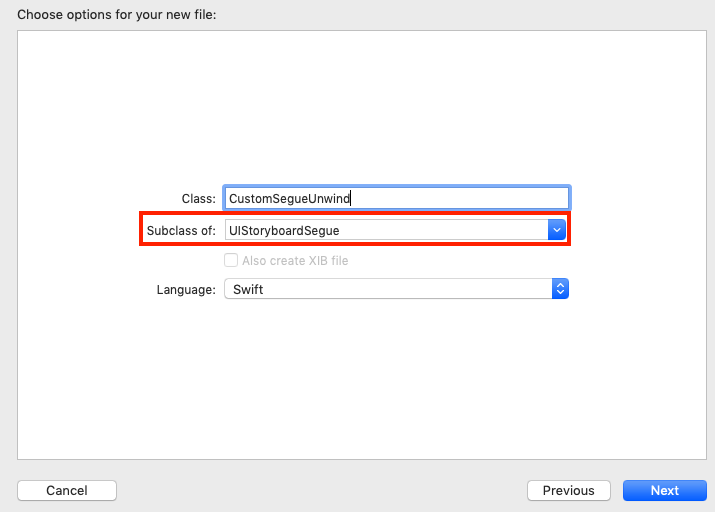 Choose options for your new file:
Class: CustomSegueUnwind
Subclass of: UIStoryboardSegue
Also create XIB file
Language: Swift
Cancel Previous Next